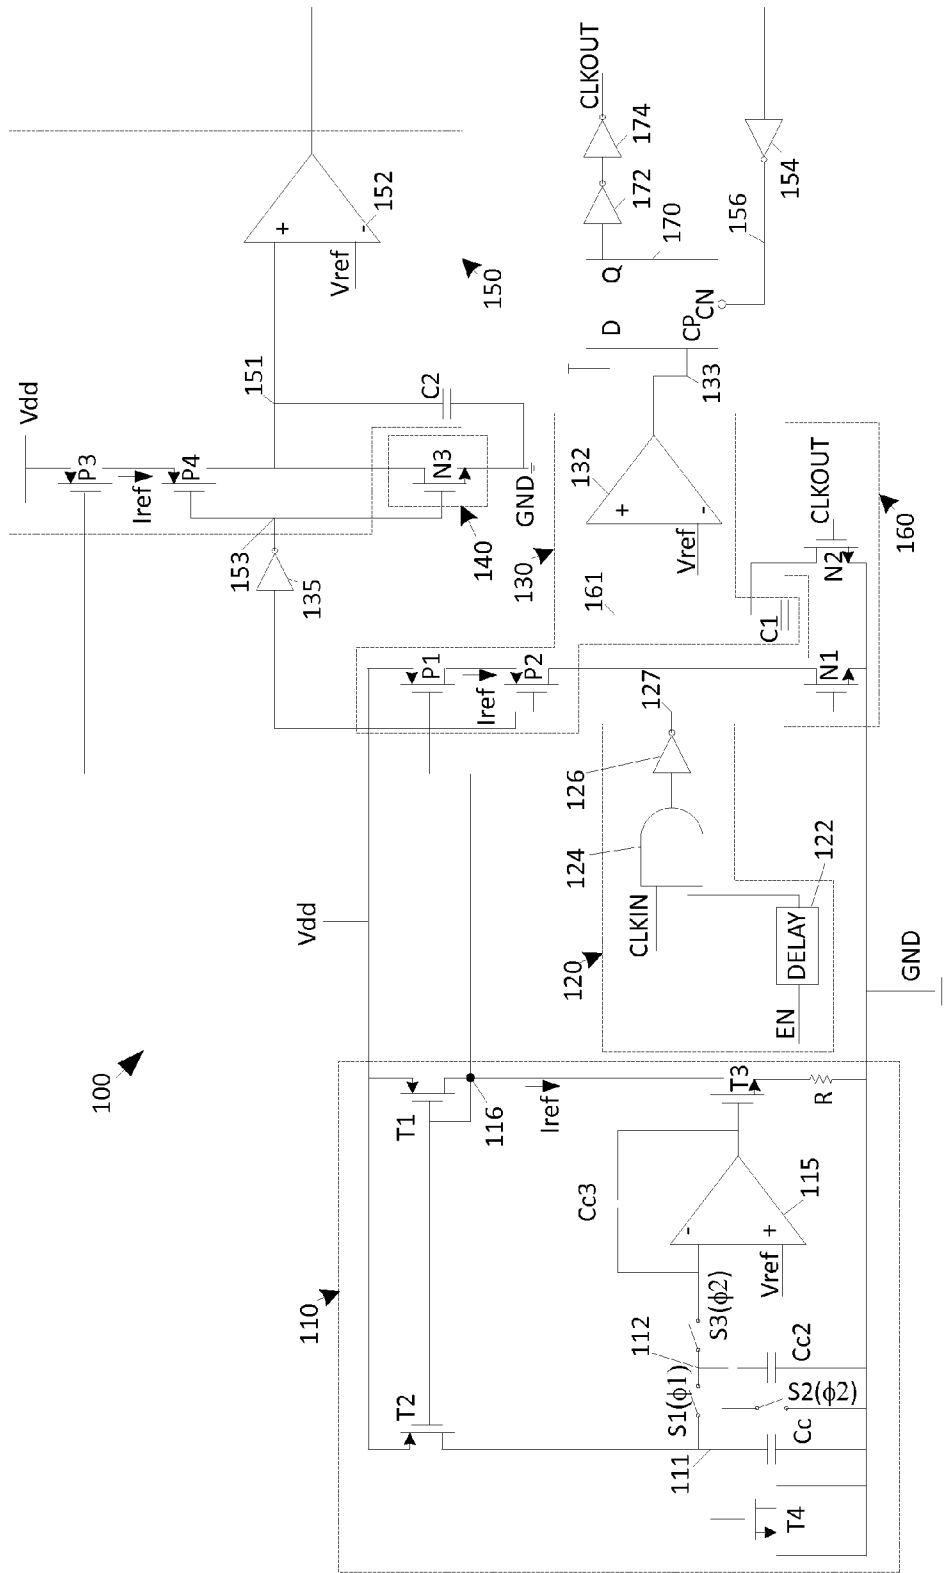 100
110
T2
T1
116
Iref
Cc3
T3
R
115
Vref
-
+
S3(ϕ2)
112
S1(ϕ1)
Cc2
S2(ϕ2)
Cc
111
T4
Vdd
GND
120
CLKIN
EN
DELAY
122
124
126
127
P1
Iref
P2
N1
N2
C1
CLKOUT
160
161
130
132
+
-
Vref
133
135
153
140
N3
GND
C2
151
Vdd
P3
Iref
P4
150
152
+
-
Vref
D
Q
CP
CN
170
172
174
CLKOUT
156
154